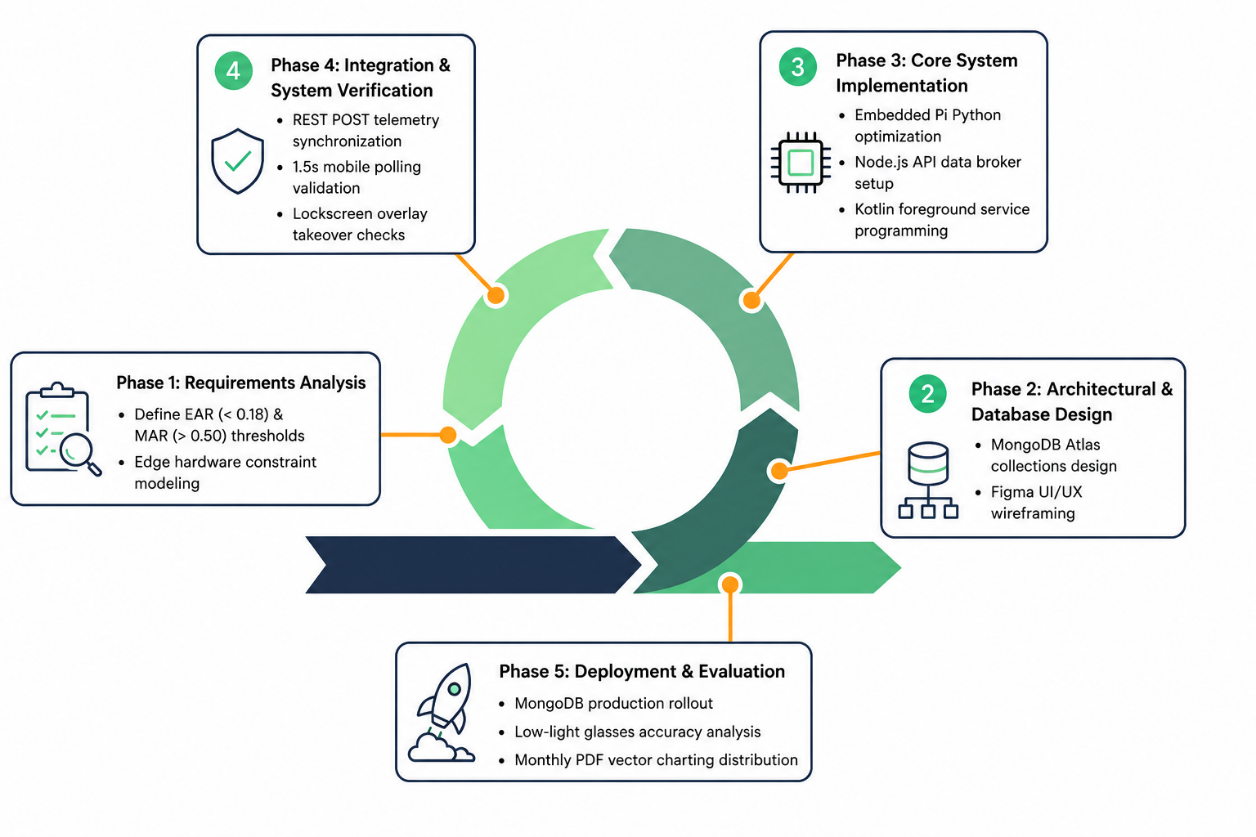 4
Phase 4: Integration &
System Verification
• REST POST telemetry
synchronization
• 1.5s mobile polling
validation
• Lockscreen overlay
takeover checks
3
Phase 3: Core System
Implementation
• Embedded Pi Python
optimization
• Node.js API data broker
setup
• Kotlin foreground service
programming
Phase 1: Requirements Analysis
• Define EAR (< 0.18) &
MAR (> 0.50) thresholds
• Edge hardware constraint
modeling
2
Phase 2: Architectural &
Database Design
• MongoDB Atlas
collections design
• Figma UI/UX
wireframing
Phase 5: Deployment & Evaluation
• MongoDB production rollout
• Low-light glasses accuracy analysis
• Monthly PDF vector charting distribution